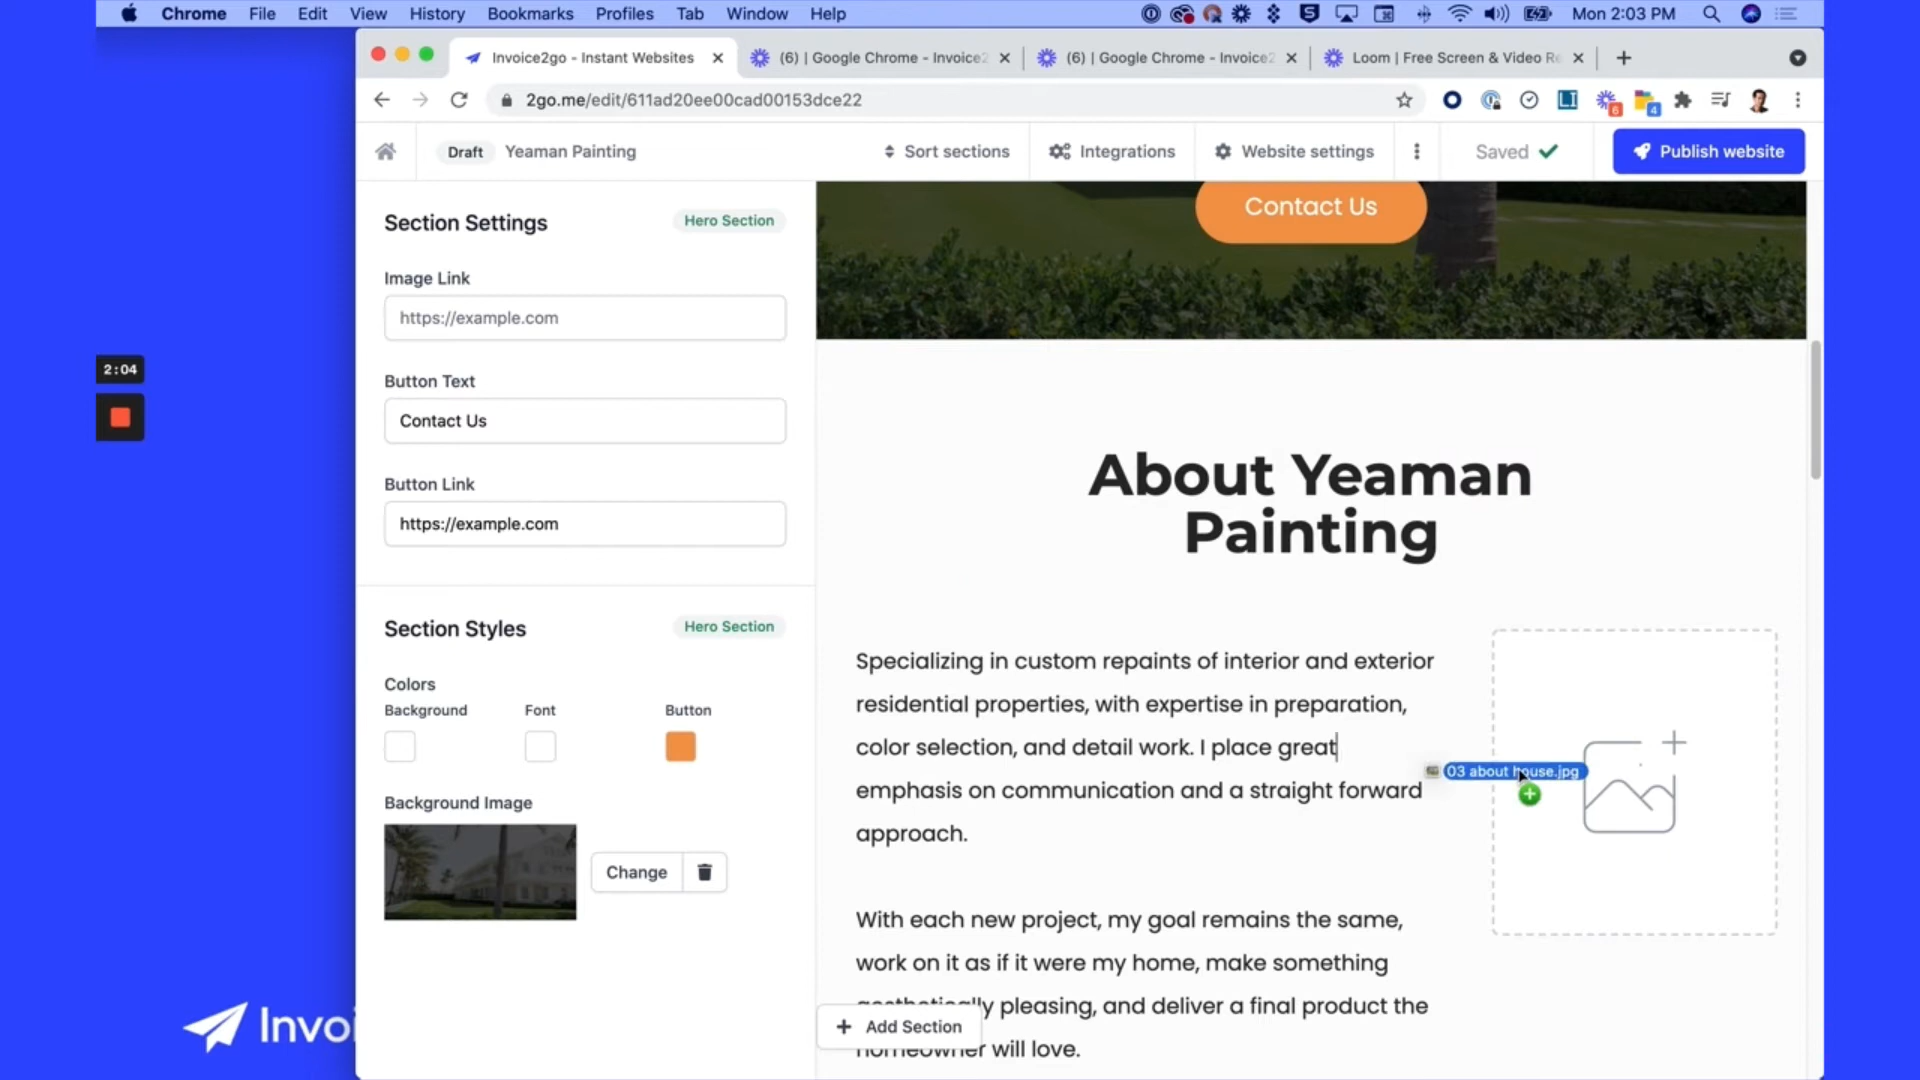 Chrome File Edit View History Bookmarks Profiles Tab Window Help Mon 2:03 PM
Invoice2go - Instant Websites (6) | Google Chrome - Invoice2 (6) | Google Chrome - Invoice2 Loom | Free Screen & Video Re
2go.me/edit/611ad20ee00cad00153dce22
6 4
Draft Yeaman Painting Sort sections Integrations Website settings Saved Publish website
Section Settings Hero Section
Image Link
https://example.com
Button Text
Contact Us
Button Link
https://example.com
Section Styles Hero Section
Colors
Background Font Button
Background Image
Change
Contact Us
About Yeaman
Painting
Specializing in custom repaints of interior and exterior
residential properties, with expertise in preparation,
color selection, and detail work. I place great
emphasis on communication and a straight forward
approach.
03 about house.jpg
With each new project, my goal remains the same,
work on it as if it were my home, make something
aesthetically pleasing, and deliver a final product the
homeowner will love.
Add Section
2:04
Invoi